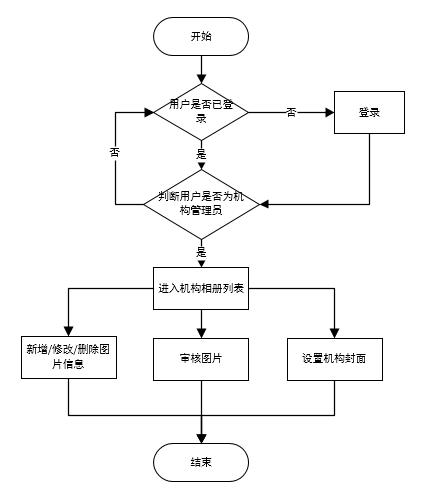 开始
用户是否已登
录
否
登录
是
否
判断用户是否为机
构管理员
是
进入机构相册列表
新增/修改/删除图
片信息
审核图片
设置机构封面
结束